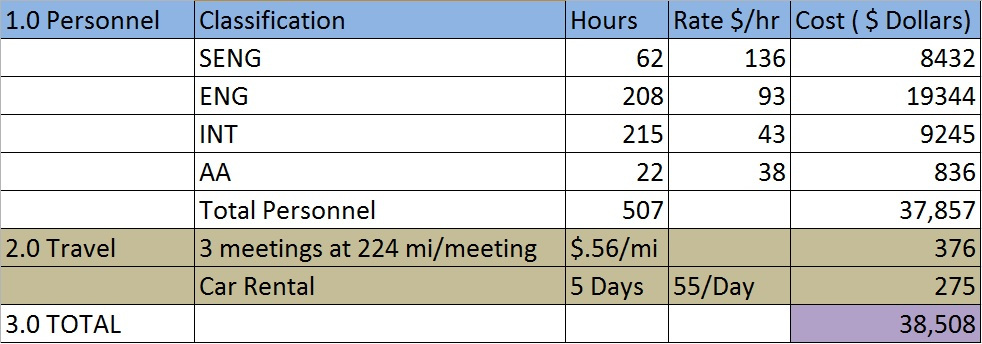 1.0 Personnel Classification Hours Rate $/hr Cost ( $ Dollars)
SENG 62 136 8432
ENG 208 93 19344
INT 215 43 9245
AA 22 38 836
Total Personnel 507 37,857
2.0 Travel 3 meetings at 224 mi/meeting $.56/mi 376
Car Rental 5 Days 55/Day 275
3.0 TOTAL 38,508